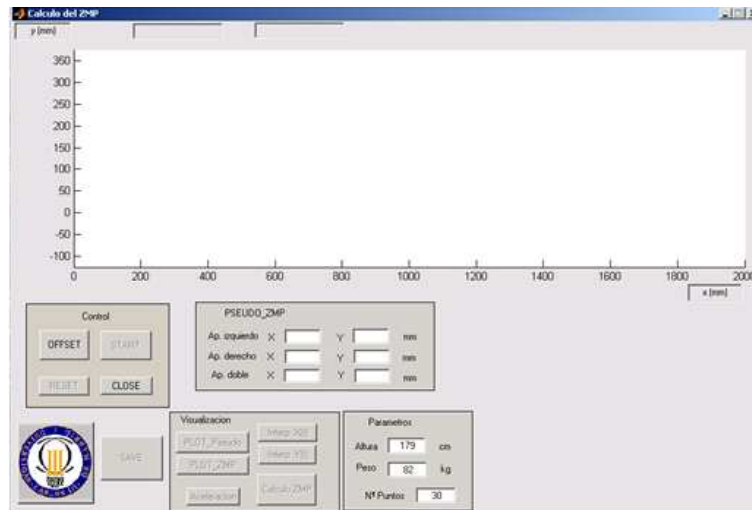 Calculo del ZMP
y (mm)
350
300
250
200
150
100
50
0
-50
-100
0 200 400 600 800 1000 1200 1400 1600 1800 2000
x (mm)
Control
OFFSET START
RESET CLOSE
PSEUDO_ZMP
Ap. izquierdo X Y mm
Ap. derecho X Y mm
Ap. doble X Y mm
SAVE
Visualizacion
PLOT_Pseudo
PLOT_ZMP
Aceleracion
Interp. X(t)
Interp. Y(t)
Calculo ZMP
Parametros
Altura 179 cm
Peso 82 kg
Nº Puntos 30